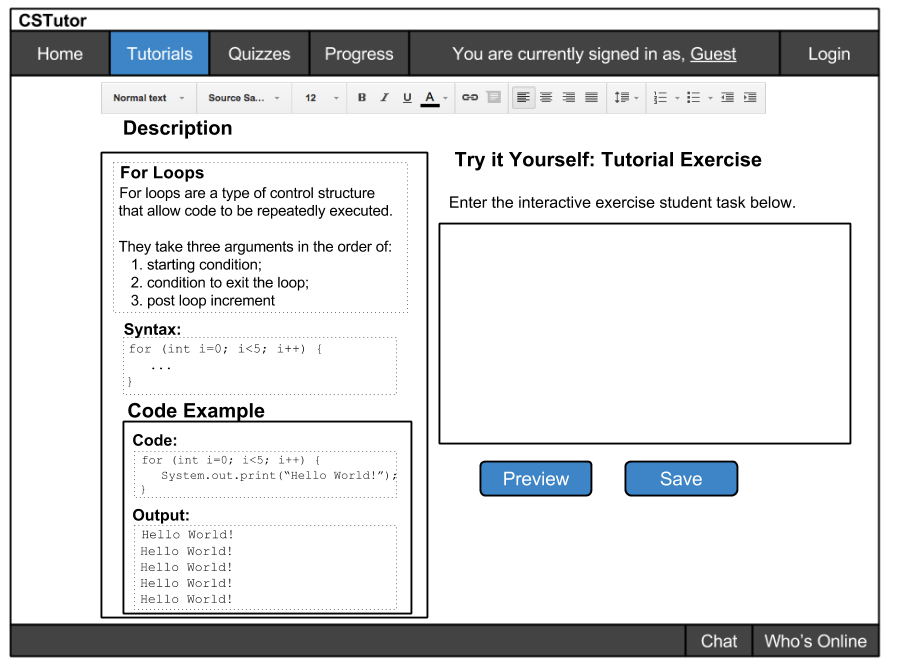 CSTutor
Home Tutorials Quizzes Progress You are currently signed in as, Guest Login
Normal text Source Sa... 12 B I U A
Description
For Loops
For loops are a type of control structure
that allow code to be repeatedly executed.
They take three arguments in the order of:
1. starting condition;
2. condition to exit the loop;
3. post loop increment
Syntax:
for (int i=0; i<5; i++) {
...
}
Code Example
Code:
for (int i=0; i<5; i++) {
System.out.print(“Hello World!”);
}
Output:
Hello World!
Hello World!
Hello World!
Hello World!
Hello World!
Try it Yourself: Tutorial Exercise
Enter the interactive exercise student task below.
Preview Save
Chat Who’s Online